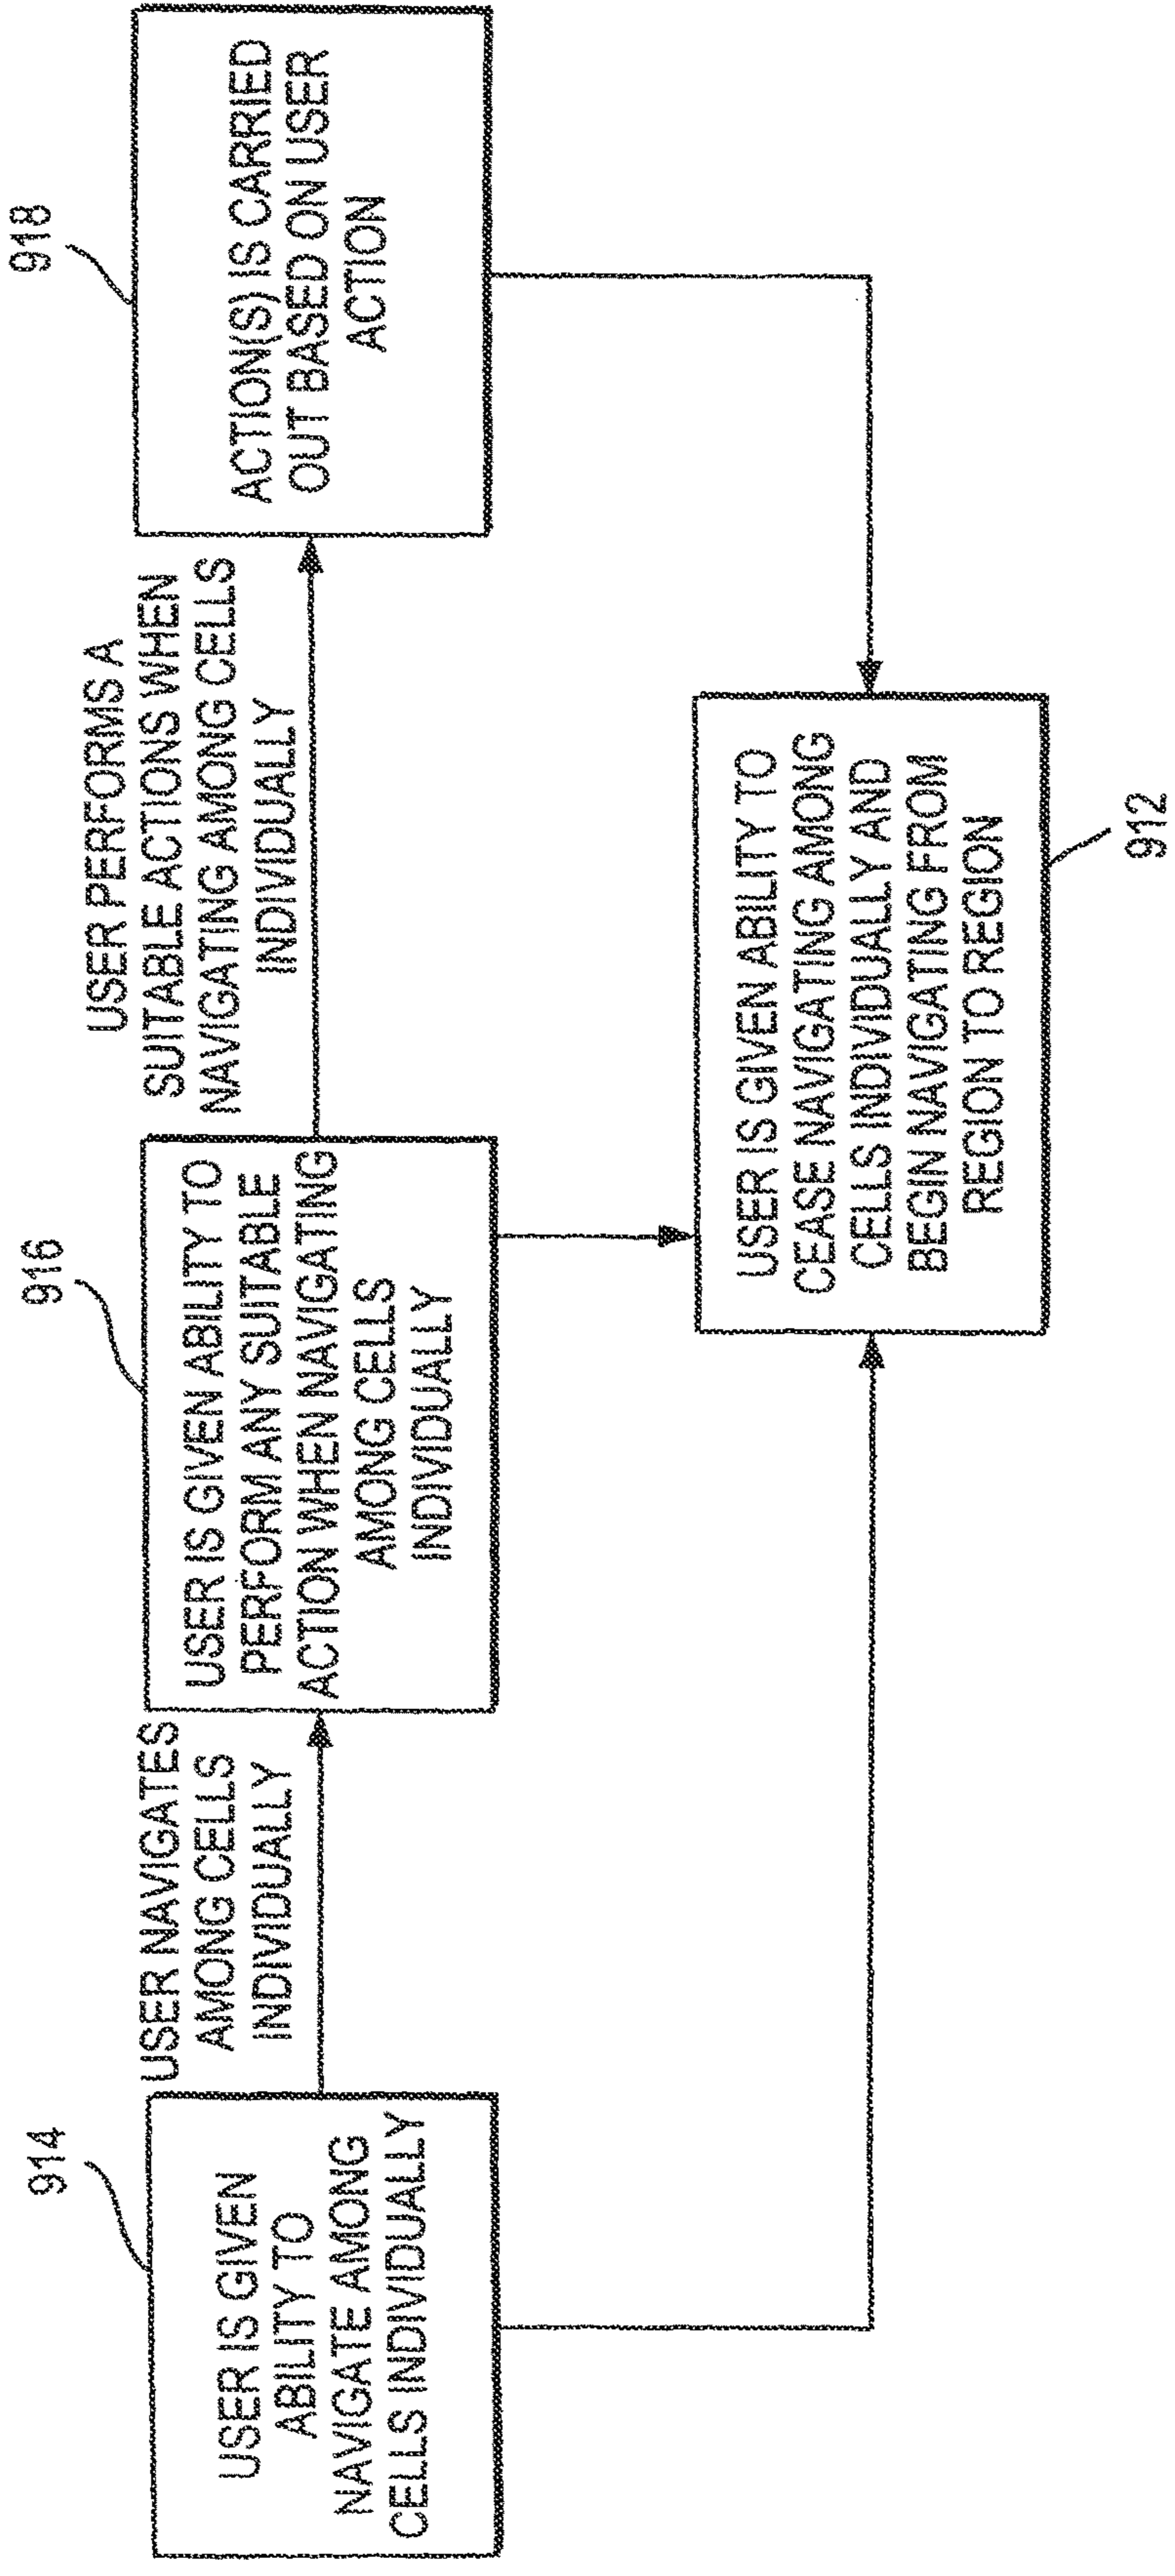 914
USER IS GIVEN
ABILITY TO
NAVIGATE AMONG
CELLS INDIVIDUALLY
USER NAVIGATES
AMONG CELLS
INDIVIDUALLY
916
USER IS GIVEN ABILITY TO
PERFORM ANY SUITABLE
ACTION WHEN NAVIGATING
AMONG CELLS
INDIVIDUALLY
USER PERFORMS A
SUITABLE ACTIONS WHEN
NAVIGATING AMONG CELLS
INDIVIDUALLY
918
ACTION(S) IS CARRIED
OUT BASED ON USER
ACTION
USER IS GIVEN ABILITY TO
CEASE NAVIGATING AMONG
CELLS INDIVIDUALLY AND
BEGIN NAVIGATING FROM
REGION TO REGION
912